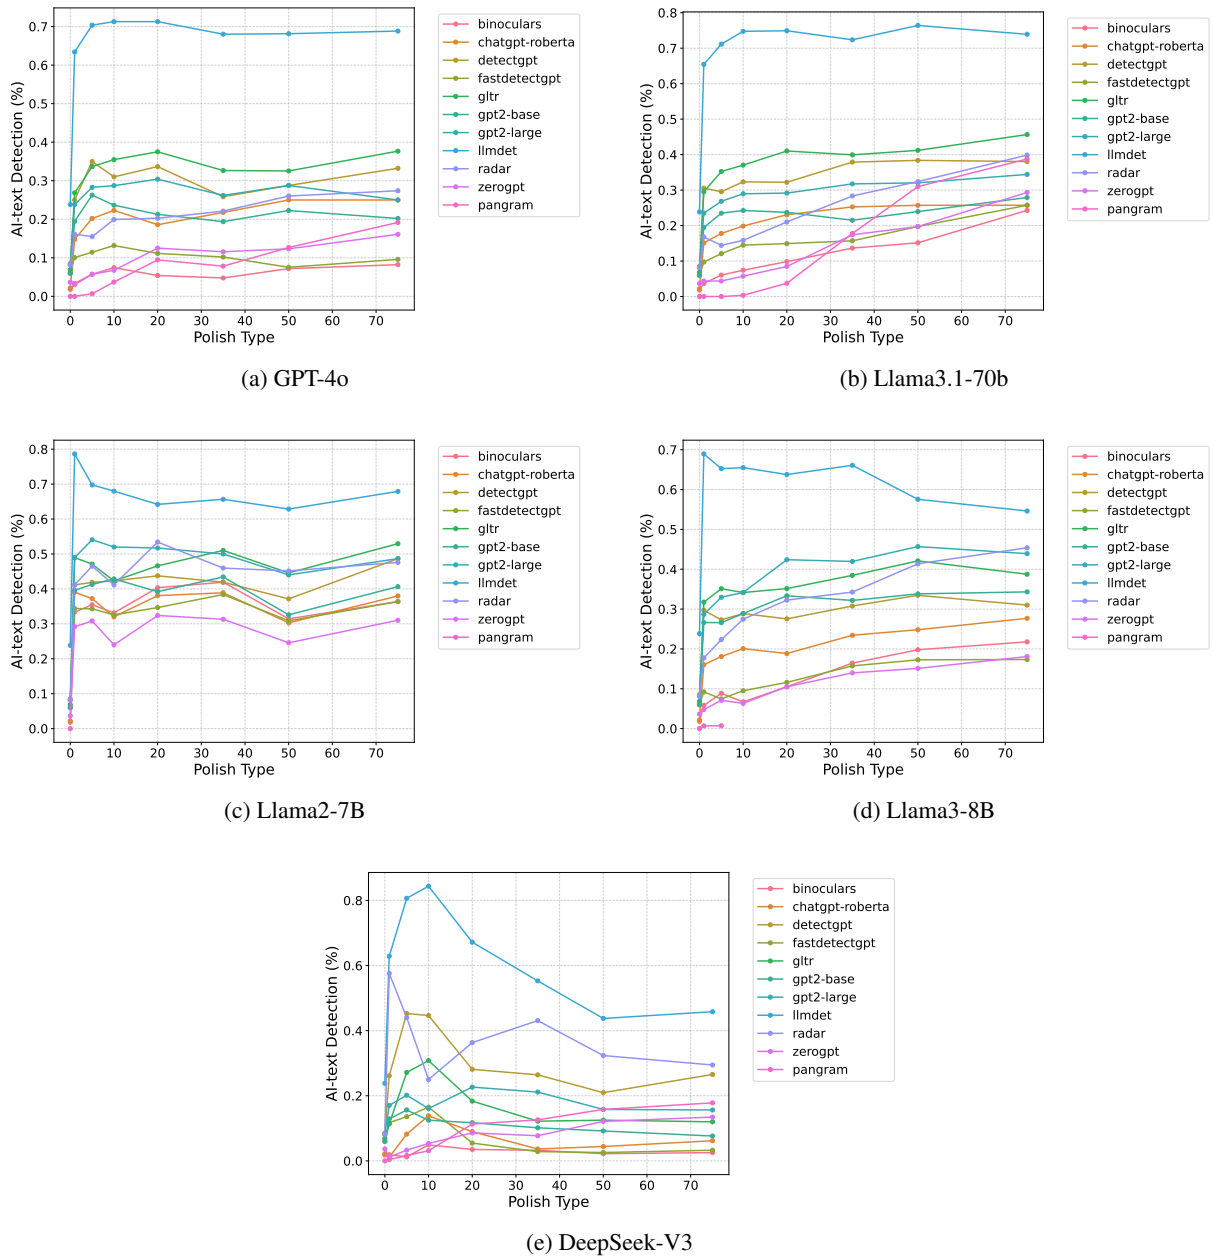 0.7
0.6
0.5
0.4
0.3
0.2
0.1
0.0
AI-text Detection (%)
0 10 20 30 40 50 60 70
Polish Type
binoculars
chatgpt-roberta
detectgpt
fastdetectgpt
gltr
gpt2-base
gpt2-large
llmdet
radar
zerogpt
pangram
(a) GPT-4o
0.8
0.7
0.6
0.5
0.4
0.3
0.2
0.1
0.0
AI-text Detection (%)
0 10 20 30 40 50 60 70
Polish Type
binoculars
chatgpt-roberta
detectgpt
fastdetectgpt
gltr
gpt2-base
gpt2-large
llmdet
radar
zerogpt
pangram
(b) Llama3.1-70b
0.8
0.7
0.6
0.5
0.4
0.3
0.2
0.1
0.0
AI-text Detection (%)
0 10 20 30 40 50 60 70
Polish Type
binoculars
chatgpt-roberta
detectgpt
fastdetectgpt
gltr
gpt2-base
gpt2-large
llmdet
radar
zerogpt
pangram
(c) Llama2-7B
0.7
0.6
0.5
0.4
0.3
0.2
0.1
0.0
AI-text Detection (%)
0 10 20 30 40 50 60 70
Polish Type
binoculars
chatgpt-roberta
detectgpt
fastdetectgpt
gltr
gpt2-base
gpt2-large
llmdet
radar
zerogpt
pangram
(d) Llama3-8B
0.8
0.6
0.4
0.2
0.0
AI-text Detection (%)
0 10 20 30 40 50 60 70
Polish Type
binoculars
chatgpt-roberta
detectgpt
fastdetectgpt
gltr
gpt2-base
gpt2-large
llmdet
radar
zerogpt
pangram
(e) DeepSeek-V3